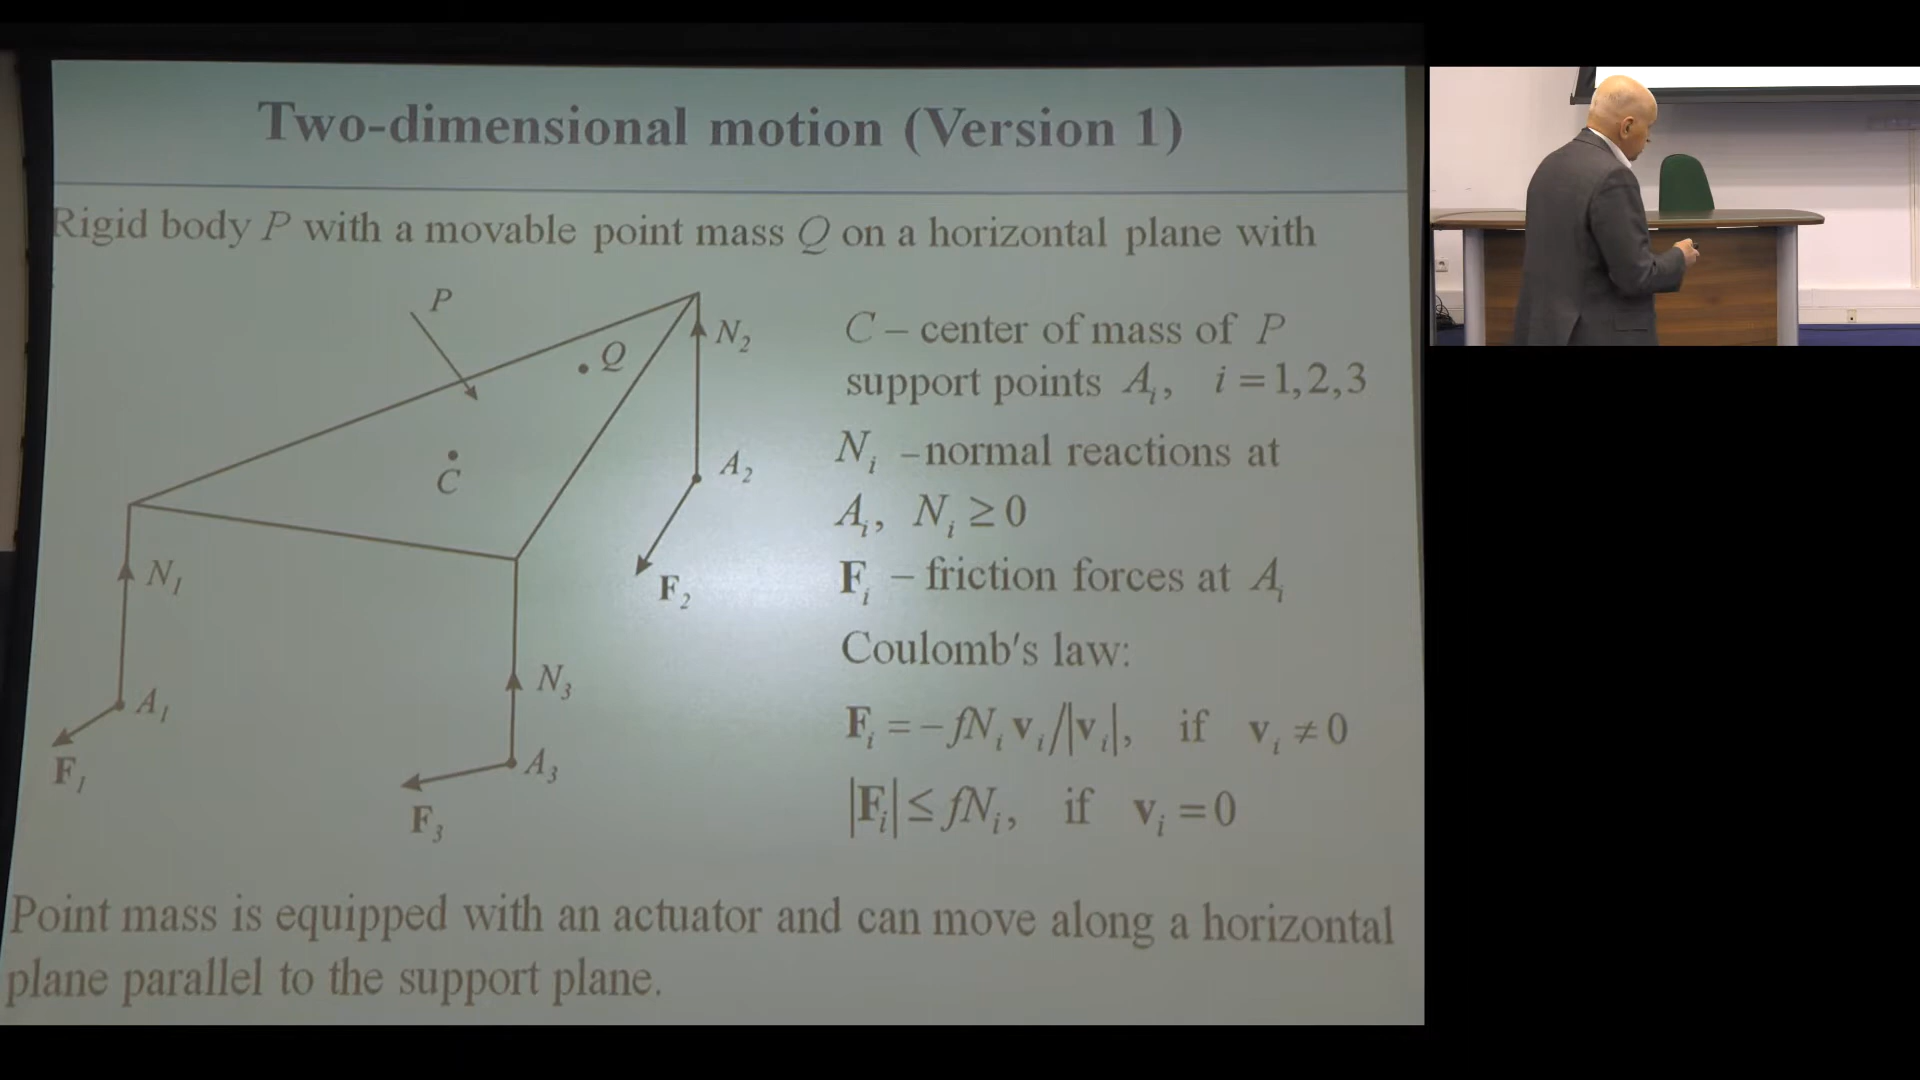 Two-dimensional motion (Version 1)
Rigid body P with a movable point mass Q on a horizontal plane with
P
Q
N₂
C
A₂
N₁
F₂
A₁
N₃
F₁
A₃
F₃
C – center of mass of P
support points Aᵢ, i = 1,2,3
Nᵢ – normal reactions at
Aᵢ, Nᵢ ≥ 0
Fᵢ – friction forces at Aᵢ
Coulomb's law:
Fᵢ = −fNᵢ vᵢ/|vᵢ|, if vᵢ ≠ 0
|Fᵢ| ≤ fNᵢ, if vᵢ = 0
Point mass is equipped with an actuator and can move along a horizontal
plane parallel to the support plane.